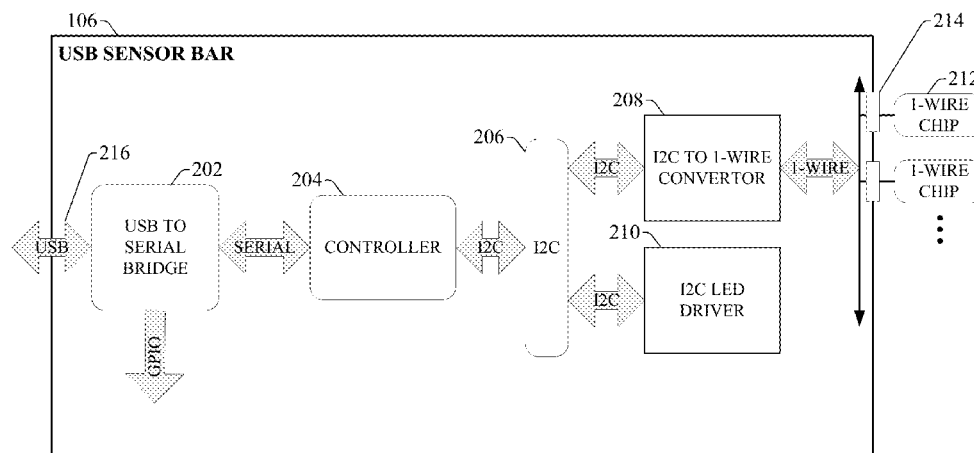 106
USB SENSOR BAR
214
212
1-WIRE
CHIP
208
206
I2C TO 1-WIRE
CONVERTOR
I2C
1-WIRE
1-WIRE
CHIP
216
202
204
USB
USB TO
SERIAL
BRIDGE
SERIAL
CONTROLLER
I2C
I2C
210
I2C
I2C LED
DRIVER
GPIO